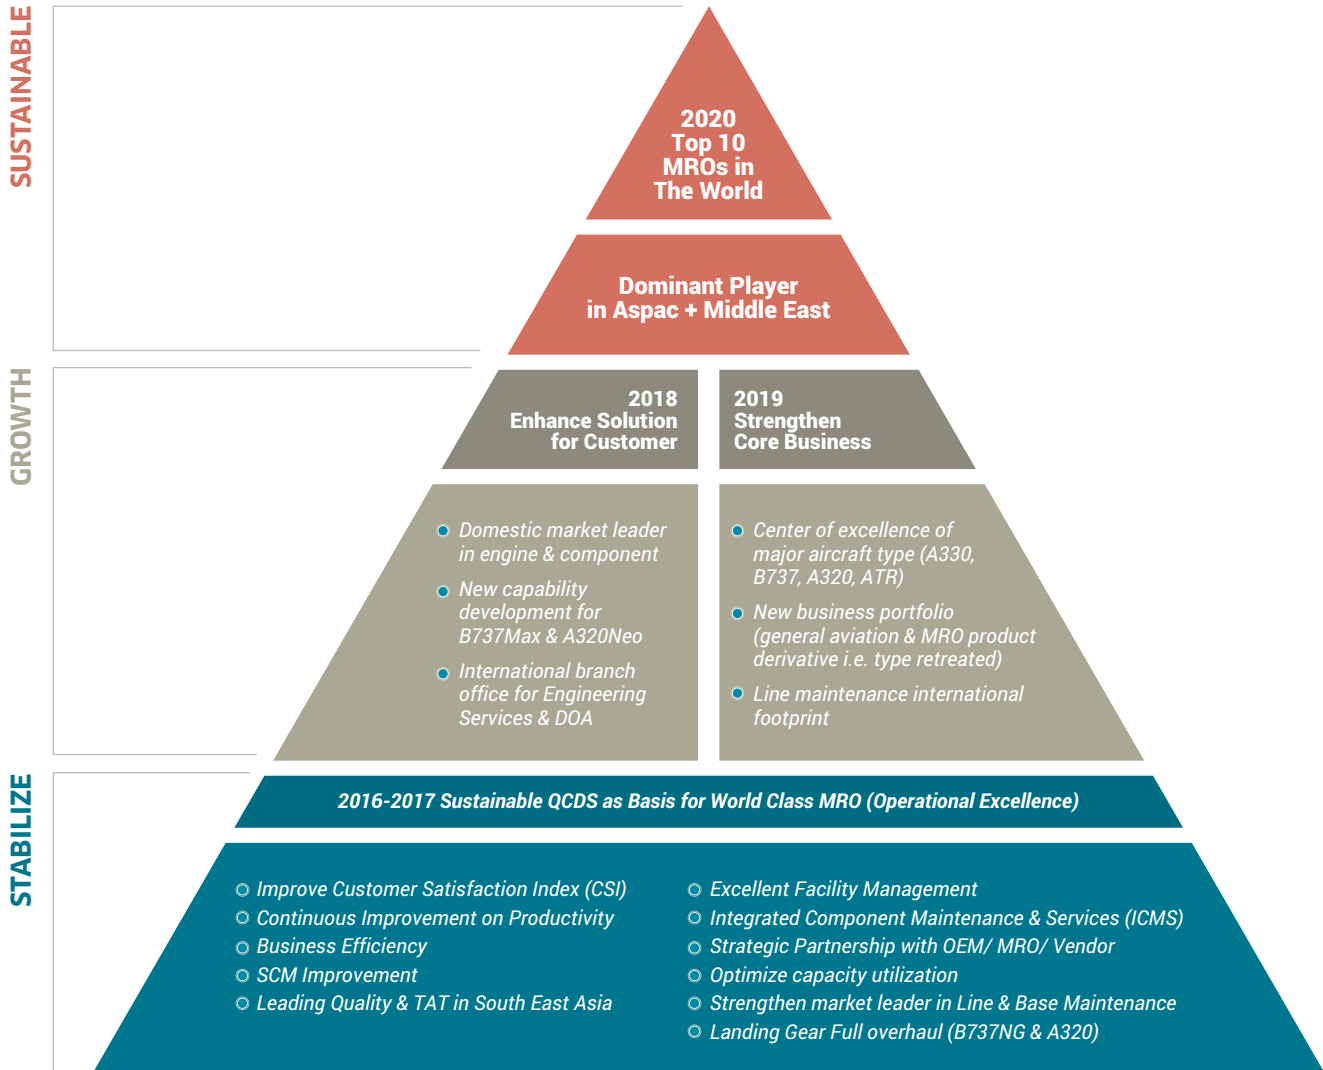 SUSTAINABLE
2020
Top 10
MROs in
The World
Dominant Player
in Aspac + Middle East
GROWTH
2018
Enhance Solution
for Customer
2019
Strengthen
Core Business
Domestic market leader
in engine & component
New capability
development for
B737Max & A320Neo
International branch
office for Engineering
Services & DOA
Center of excellence of
major aircraft type (A330,
B737, A320, ATR)
New business portfolio
(general aviation & MRO product
derivative i.e. type retreated)
Line maintenance international
footprint
STABILIZE
2016-2017 Sustainable QCDS as Basis for World Class MRO (Operational Excellence)
Improve Customer Satisfaction Index (CSI)
Continuous Improvement on Productivity
Business Efficiency
SCM Improvement
Leading Quality & TAT in South East Asia
Excellent Facility Management
Integrated Component Maintenance & Services (ICMS)
Strategic Partnership with OEM/ MRO/ Vendor
Optimize capacity utilization
Strengthen market leader in Line & Base Maintenance
Landing Gear Full overhaul (B737NG & A320)